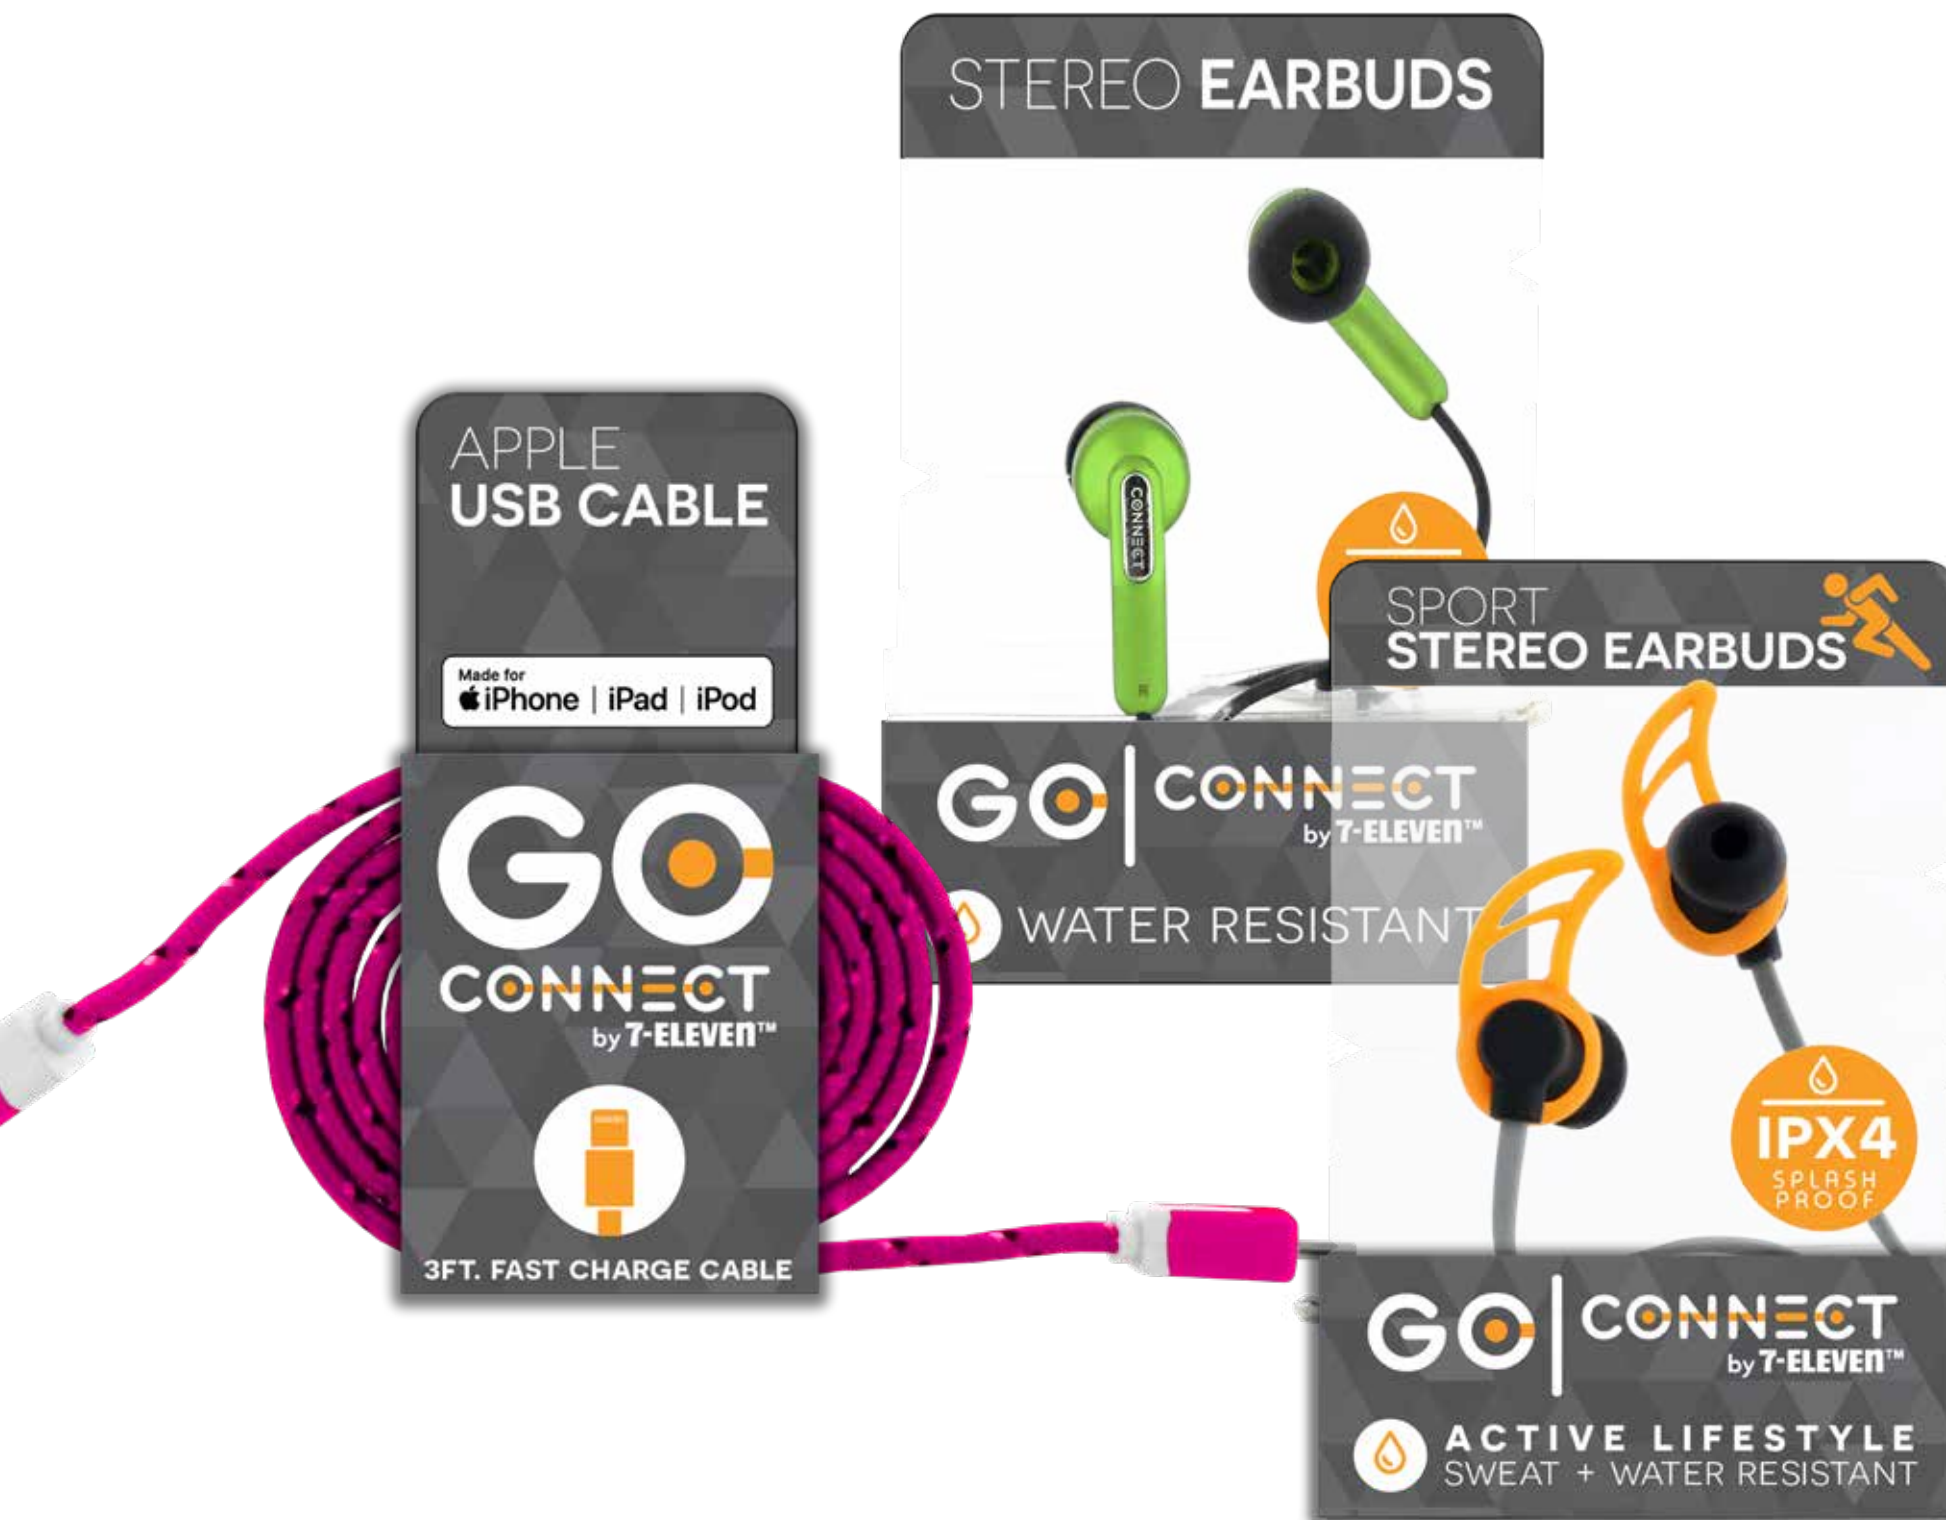 STEREO EARBUDS
CONNECT
GO CONNECT
by 7-ELEVEN™
WATER RESISTANT
APPLE
USB CABLE
Made for
iPhone | iPad | iPod
GO
CONNECT
by 7-ELEVEN™
3FT. FAST CHARGE CABLE
SPORT
STEREO EARBUDS
IPX4
SPLASH
PROOF
GO CONNECT
by 7-ELEVEN™
ACTIVE LIFESTYLE
SWEAT + WATER RESISTANT